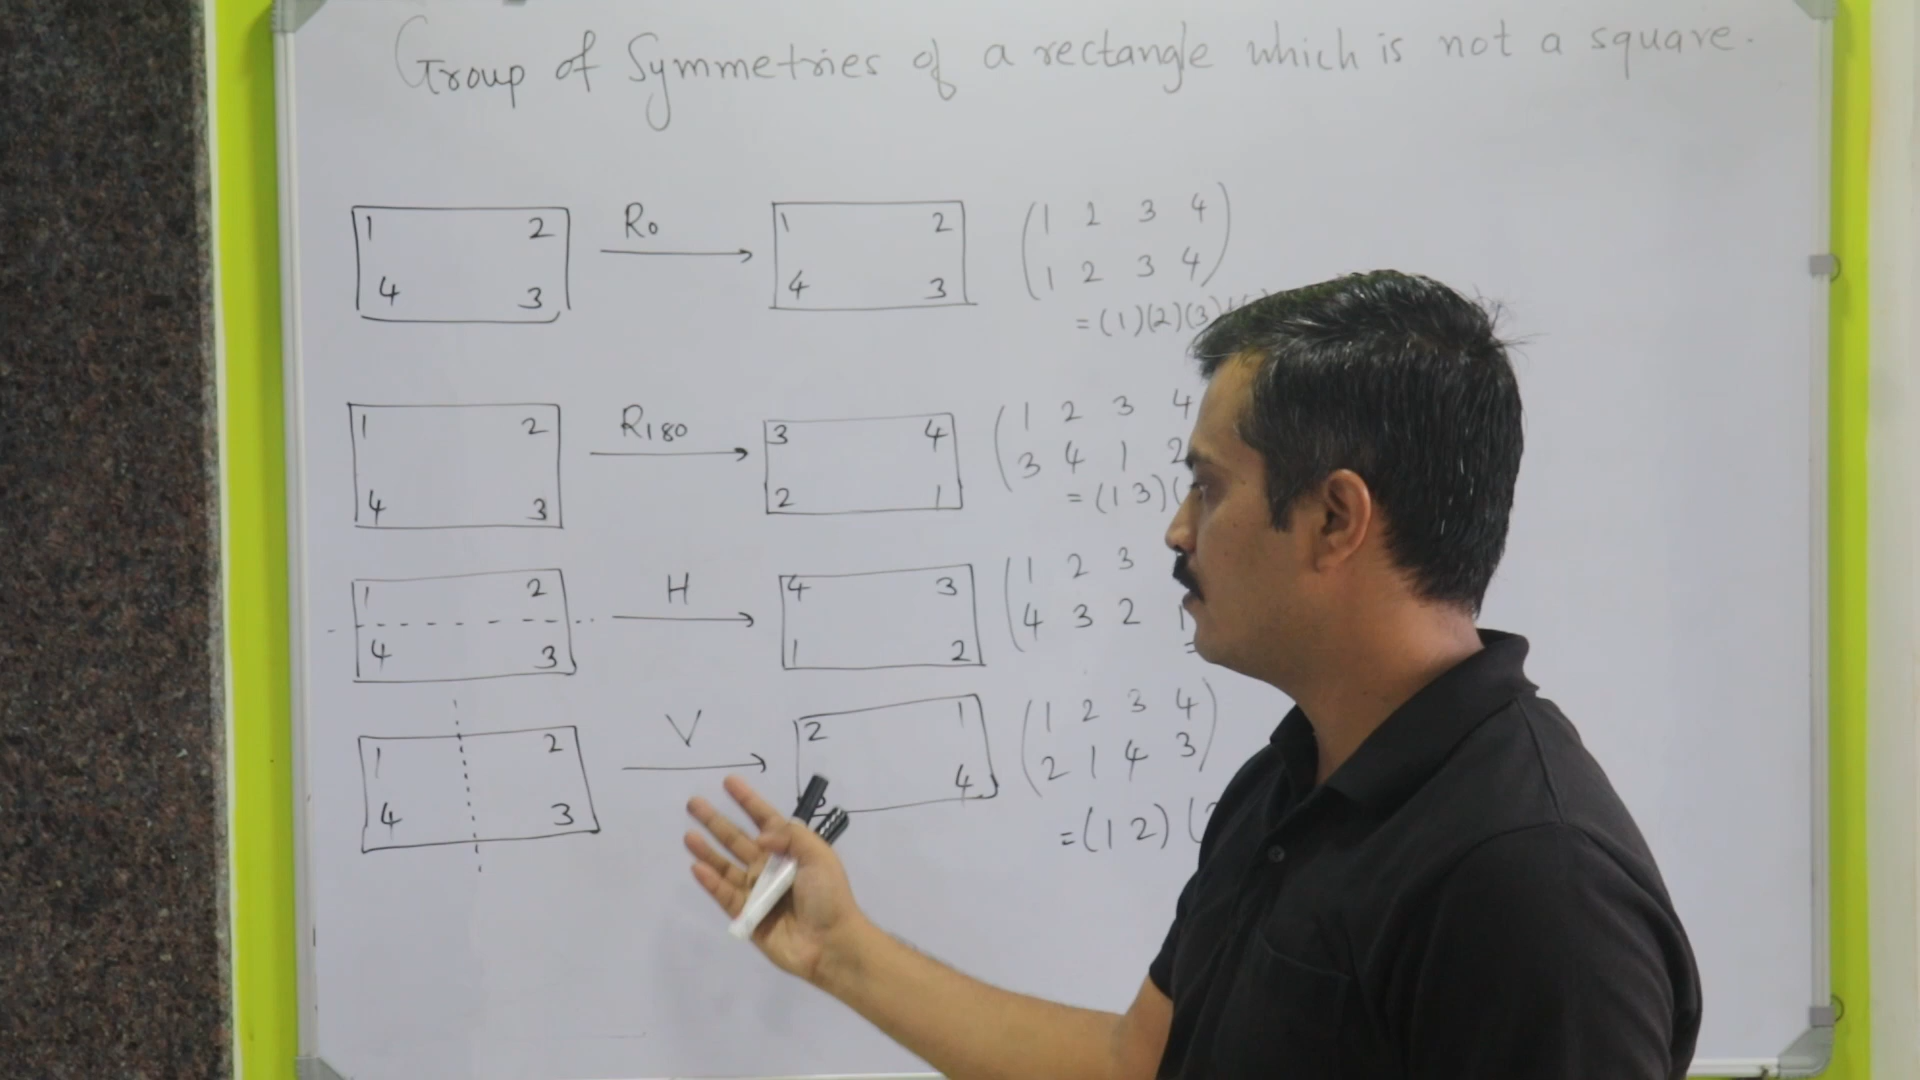 Group of Symmetries of a rectangle which is not a square.
1 2 R0 1 2 (1 2 3 4
4 3 4 3 1 2 3 4)
= (1)(2)(3)
1 2 R180 3 4 (1 2 3 4
4 3 2 1 3 4 1 2
= (1 3)(
1 2 H 4 3 (1 2 3
4 3 1 2 4 3 2 1
=
1 2 V 2 1 (1 2 3 4
4 3 4 2 1 4 3)
= (1 2) (